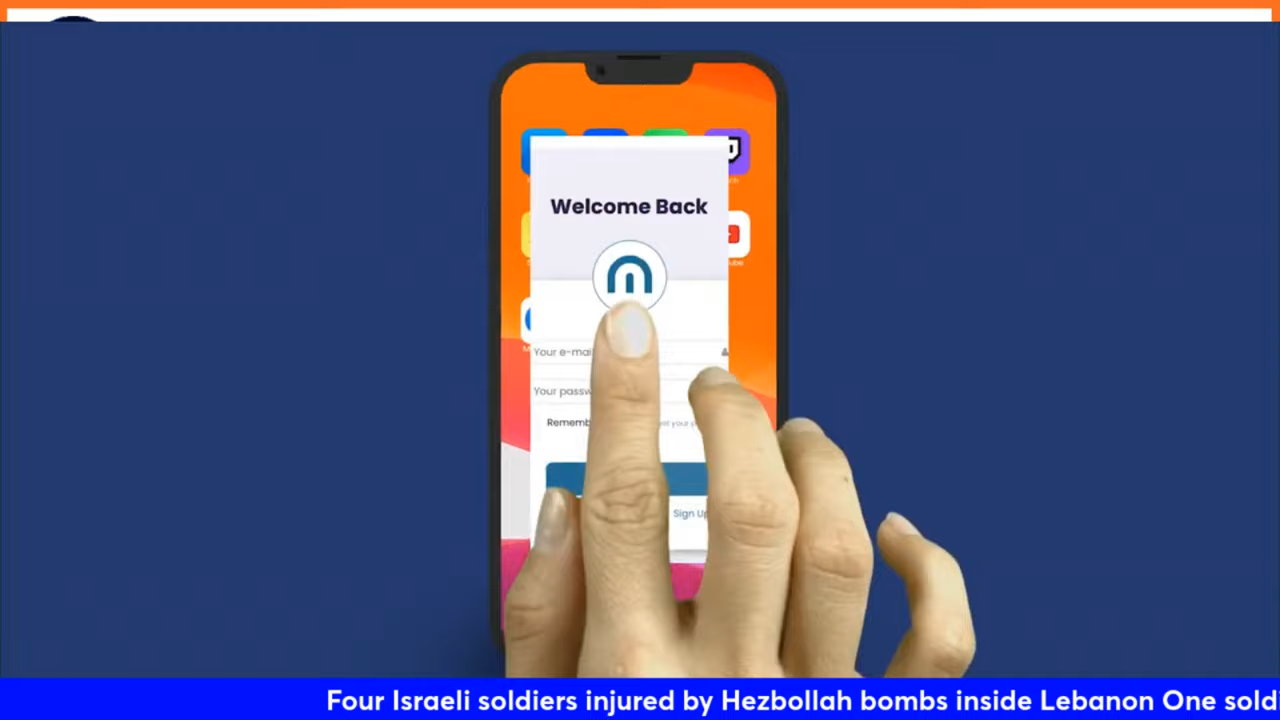 Welcome Back
Your e-mai
Your passw
Rememb
Sign Up
Four Israeli soldiers injured by Hezbollah bombs inside Lebanon One sold